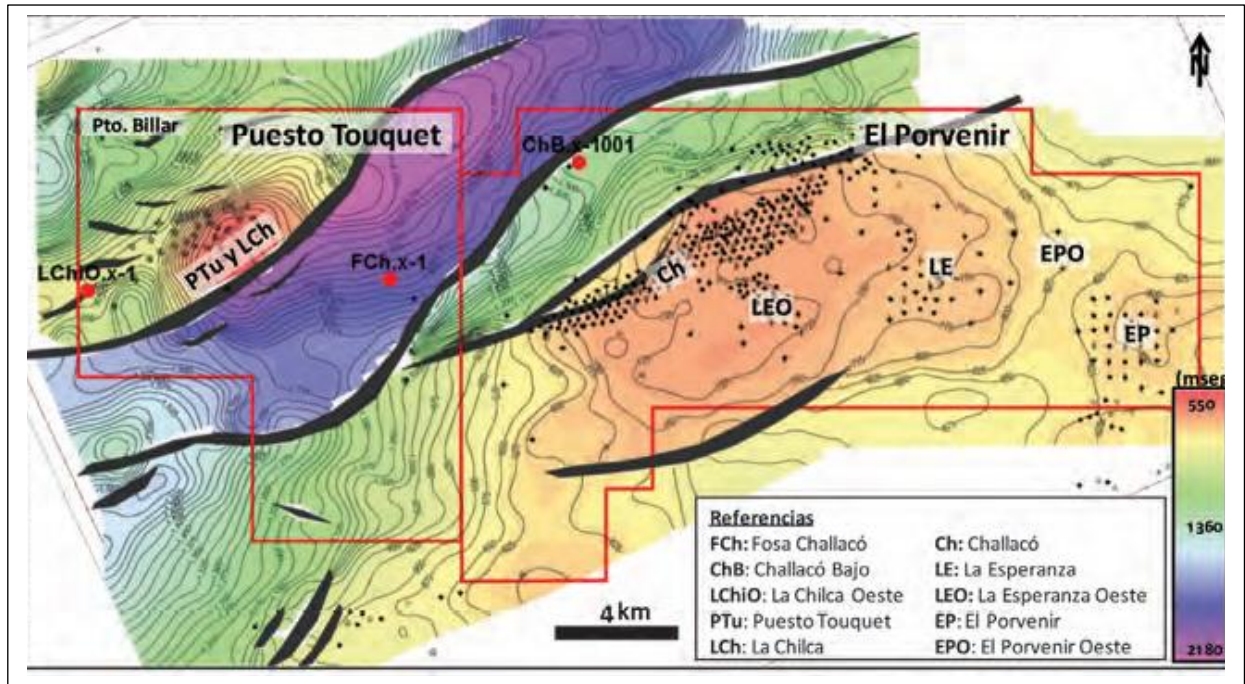 N
Pto. Billar
Puesto Touquet
El Porvenir
ChB.x-1001
LChiO.x-1
PTu y LCh
FCh.x-1
Ch
LEO
LE
EPO
EP
(mseg
550
1360
2180
4 km
Referencias
FCh: Fosa Challacó
ChB: Challacó Bajo
LChiO: La Chilca Oeste
PTu: Puesto Touquet
LCh: La Chilca
Ch: Challacó
LE: La Esperanza
LEO: La Esperanza Oeste
EP: El Porvenir
EPO: El Porvenir Oeste